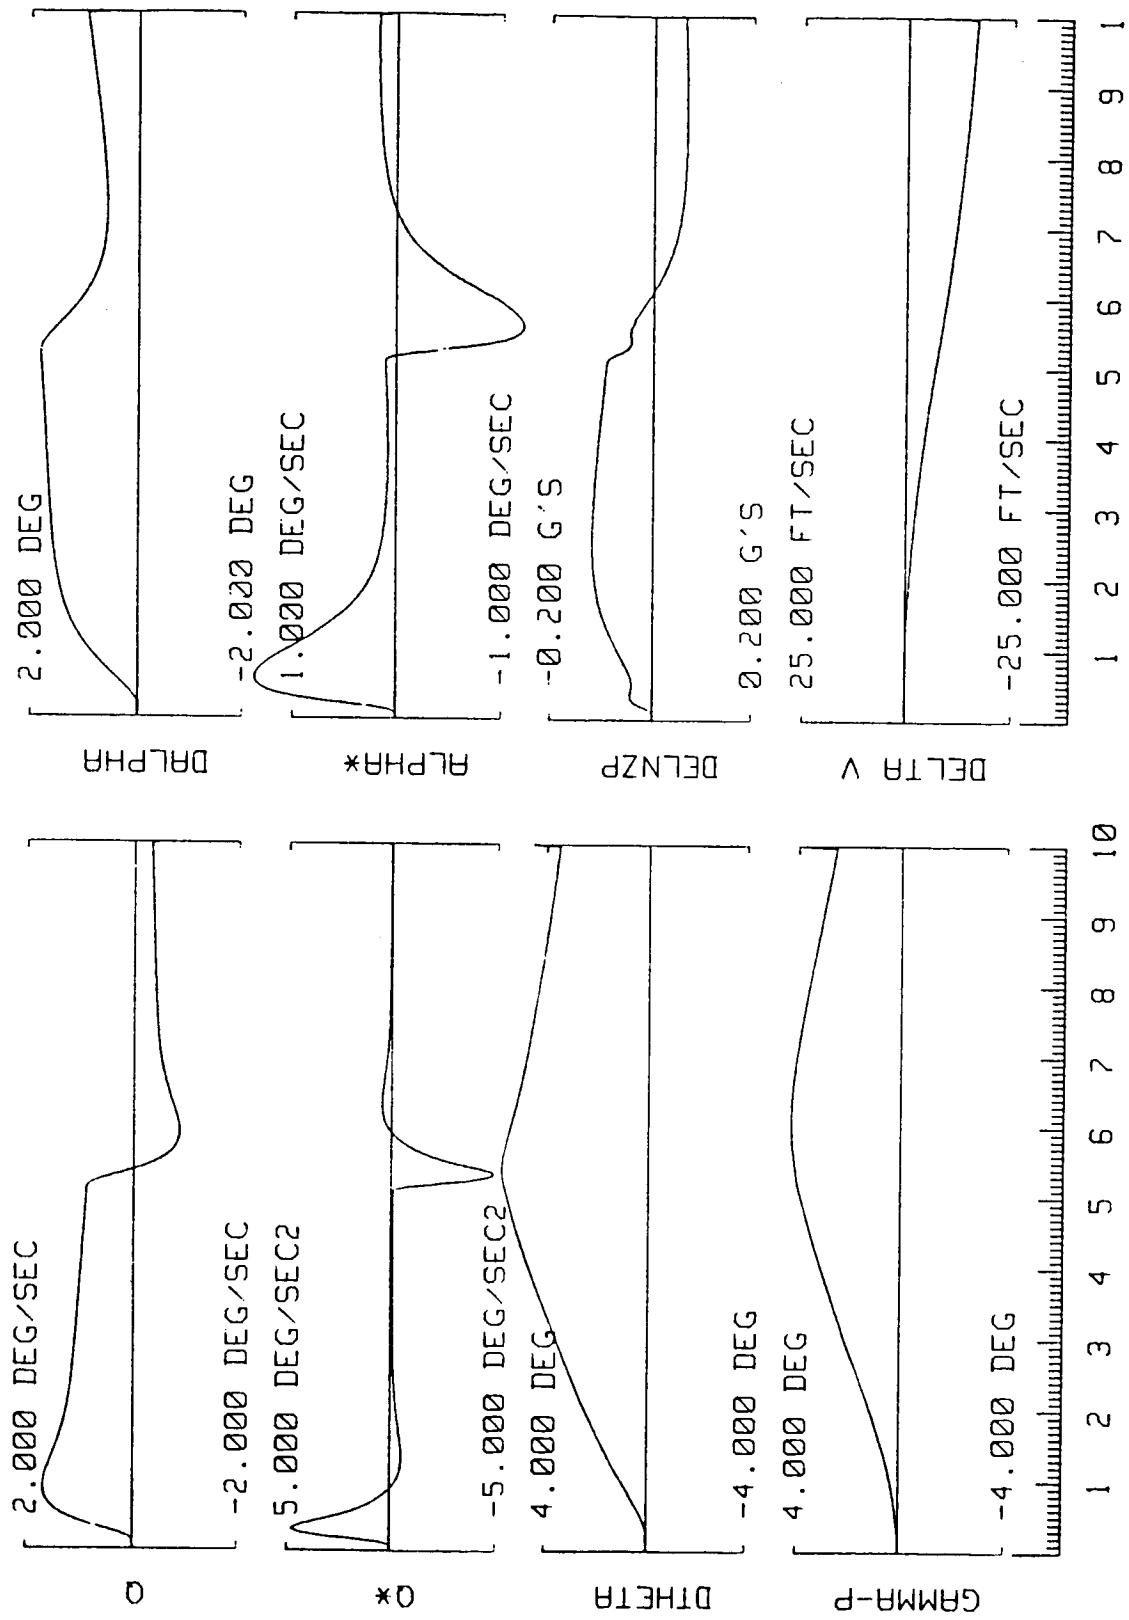 Q
2.000 DEG/SEC
-2.000 DEG/SEC
Q*
5.000 DEG/SEC2
-5.000 DEG/SEC2
DTHETA
4.000 DEG
-4.000 DEG
GAMMA-P
4.000 DEG
-4.000 DEG
1 2 3 4 5 6 7 8 9 10
DALPHA
2.000 DEG
-2.000 DEG
ALPHA*
1.000 DEG/SEC
-1.000 DEG/SEC
DELNZP
-0.200 G'S
0.200 G'S
DELTA V
25.000 FT/SEC
-25.000 FT/SEC
1 2 3 4 5 6 7 8 9 1